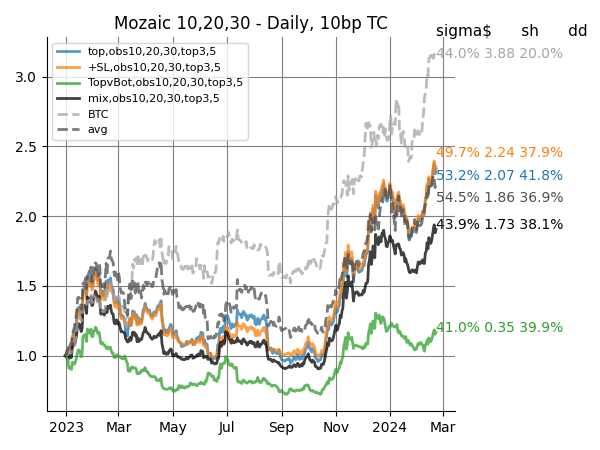 Mozaic 10,20,30 - Daily, 10bp TC
sigma$ sh dd
top,obs10,20,30,top3,5
+SL,obs10,20,30,top3,5
TopvBot,obs10,20,30,top3,5
mix,obs10,20,30,top3,5
BTC
avg
44.0% 3.88 20.0%
49.7% 2.24 37.9%
53.2% 2.07 41.8%
54.5% 1.86 36.9%
43.9% 1.73 38.1%
41.0% 0.35 39.9%
3.0
2.5
2.0
1.5
1.0
2023 Mar May Jul Sep Nov 2024 Mar